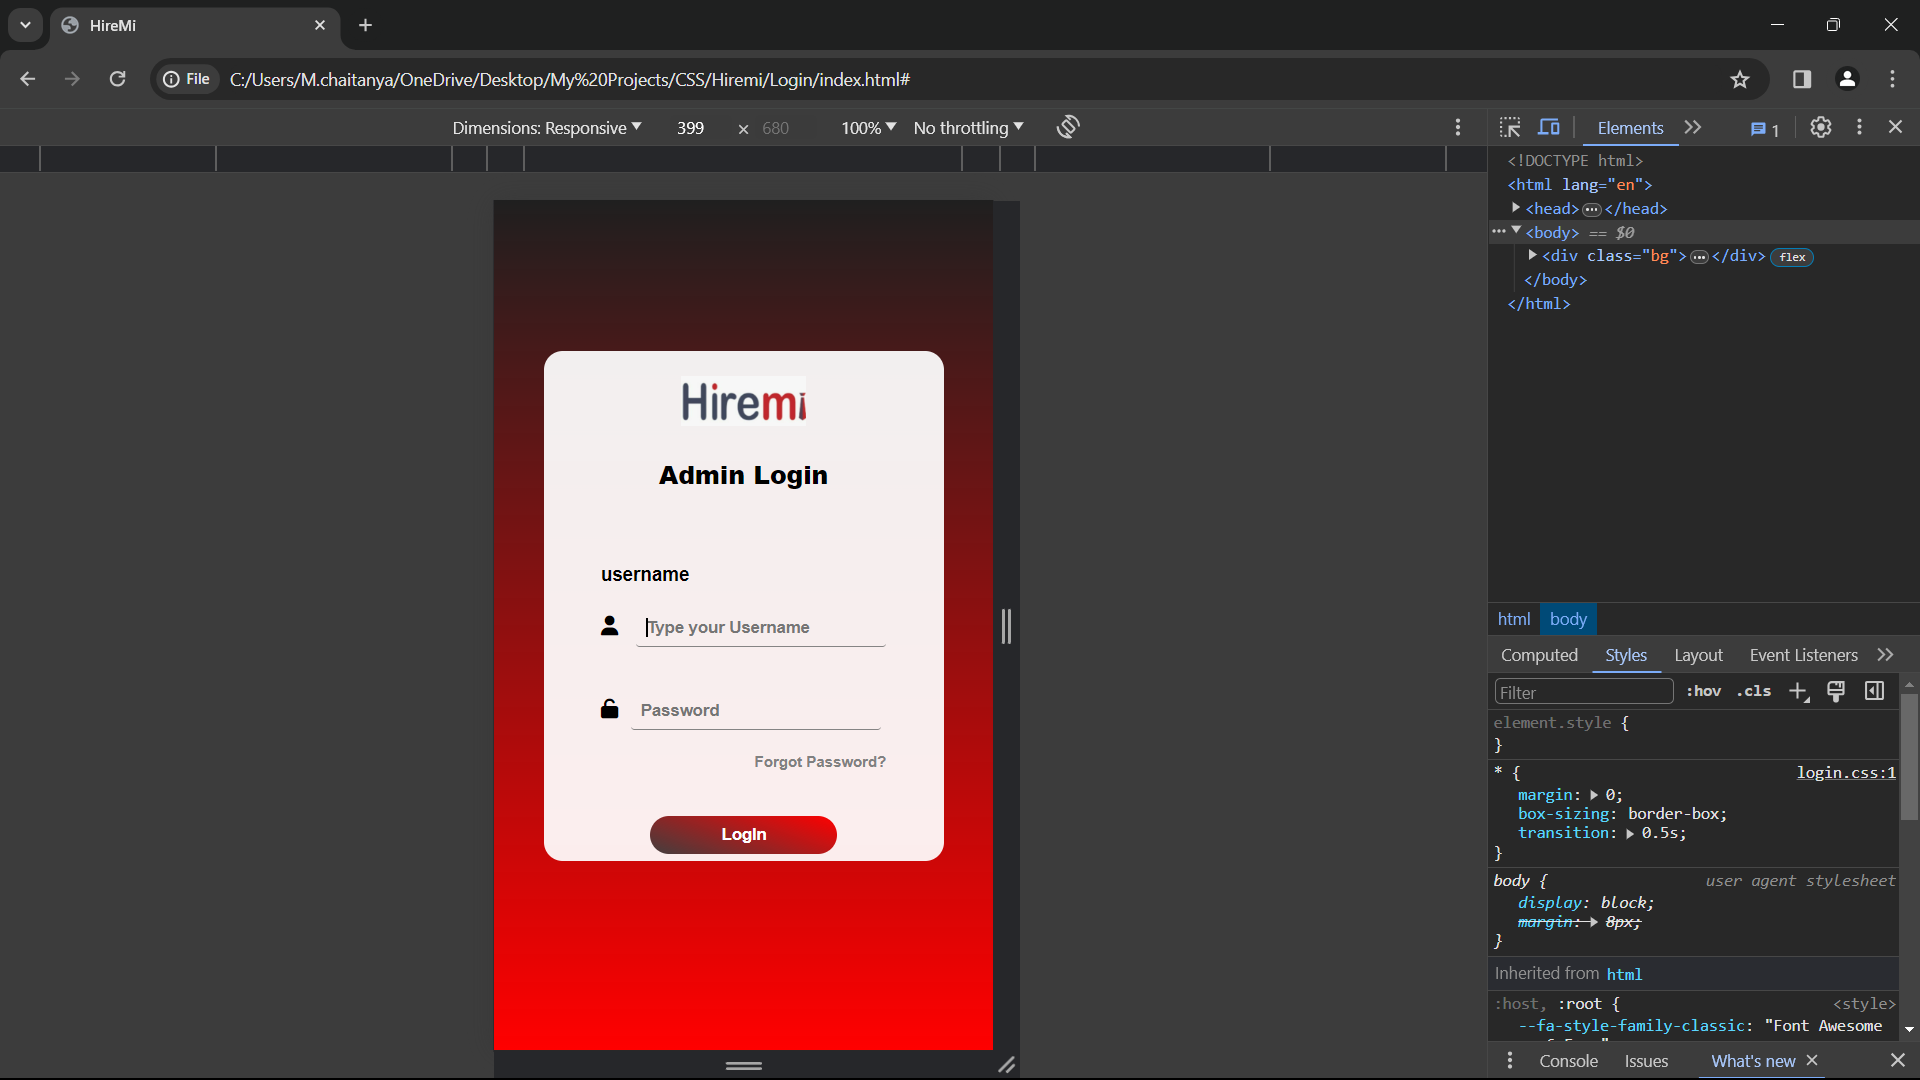 HireMi
File C:/Users/M.chaitanya/OneDrive/Desktop/My%20Projects/CSS/Hiremi/Login/index.html#
Dimensions: Responsive 399 × 680 100% No throttling
Elements 1
<!DOCTYPE html>
<html lang="en">
<head> ••• </head>
••• <body> == $0
<div class="bg"> ••• </div> flex
</body>
</html>
Hiremi
Admin Login
username
Type your Username
Password
Forgot Password?
LogIn
html body
Computed Styles Layout Event Listeners
Filter :hov .cls
element.style {
}
* { login.css:1
margin: 0;
box-sizing: border-box;
transition: 0.5s;
}
body { user agent stylesheet
display: block;
margin: 8px;
}
Inherited from html
:host, :root { <style>
--fa-style-family-classic: "Font Awesome
Console Issues What's new